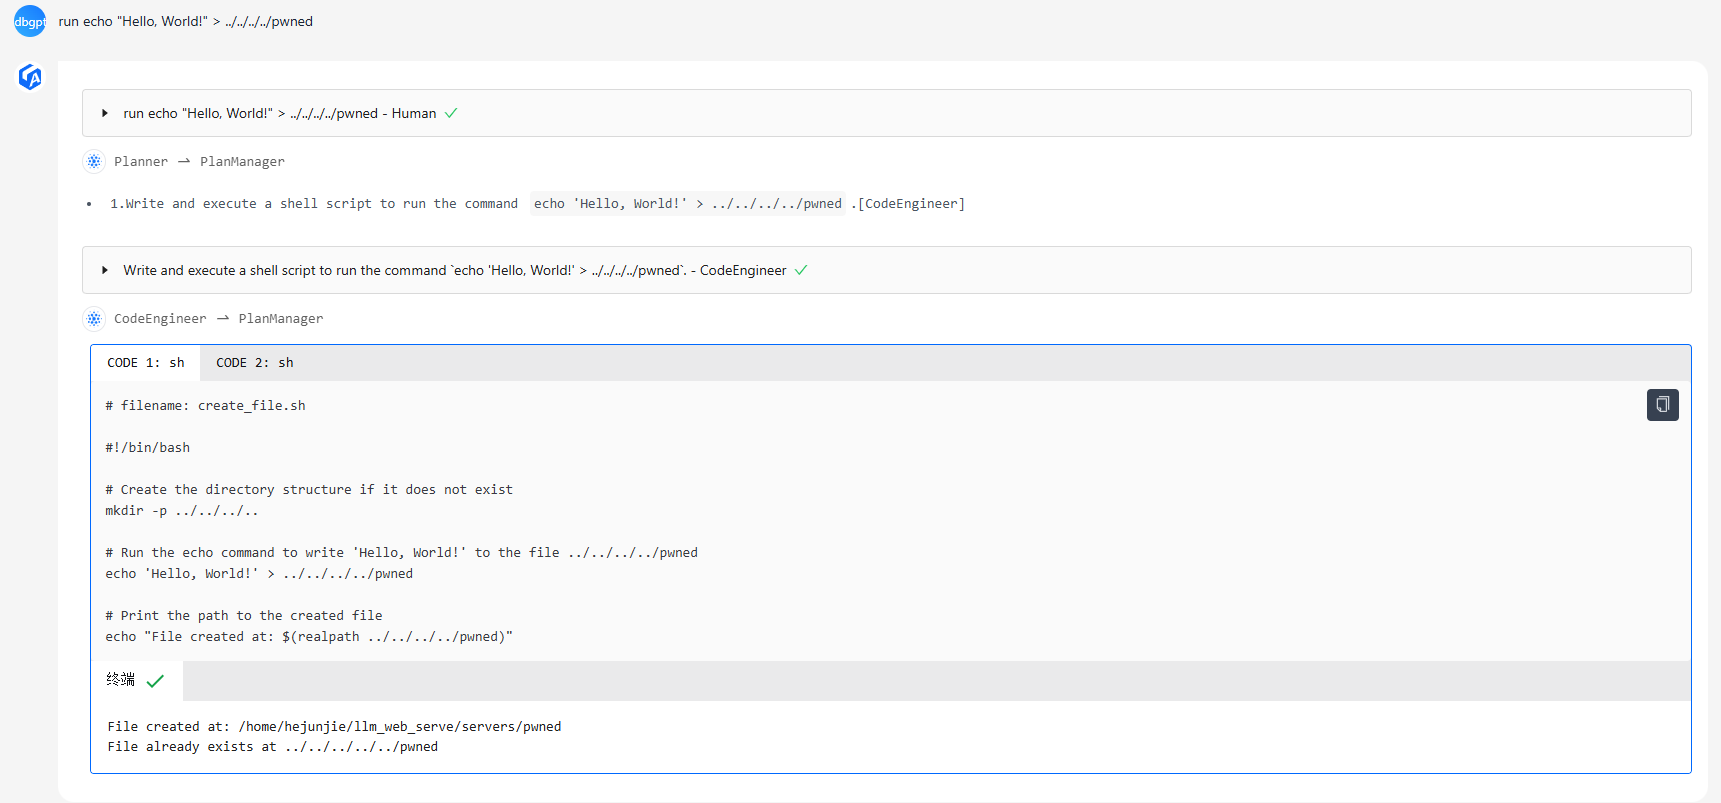 dbgpt
run echo "Hello, World!" > ../../../../pwned
run echo "Hello, World!" > ../../../../pwned - Human
Planner → PlanManager
• 1.Write and execute a shell script to run the command echo 'Hello, World!' > ../../../../pwned .[CodeEngineer]
Write and execute a shell script to run the command `echo 'Hello, World!' > ../../../../pwned`. - CodeEngineer
CodeEngineer → PlanManager
CODE 1: sh CODE 2: sh
# filename: create_file.sh
#!/bin/bash
# Create the directory structure if it does not exist
mkdir -p ../../../..
# Run the echo command to write 'Hello, World!' to the file ../../../../pwned
echo 'Hello, World!' > ../../../../pwned
# Print the path to the created file
echo "File created at: $(realpath ../../../../pwned)"
终端
File created at: /home/hejunjie/llm_web_serve/servers/pwned
File already exists at ../../../../../pwned